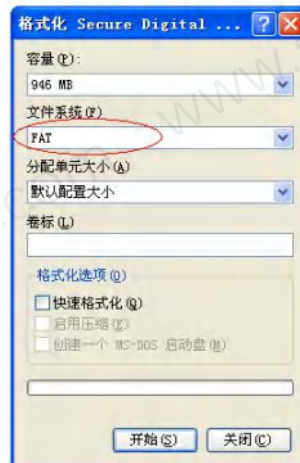 格式化 Secure Digital ...
容量(P):
946 MB
文件系统(F)
FAT
分配单元大小(A)
默认配置大小
卷标(L)
格式化选项(O)
快速格式化(Q)
启用压缩(E)
创建一个 MS-DOS 启动盘(M)
开始(S) 关闭(C)